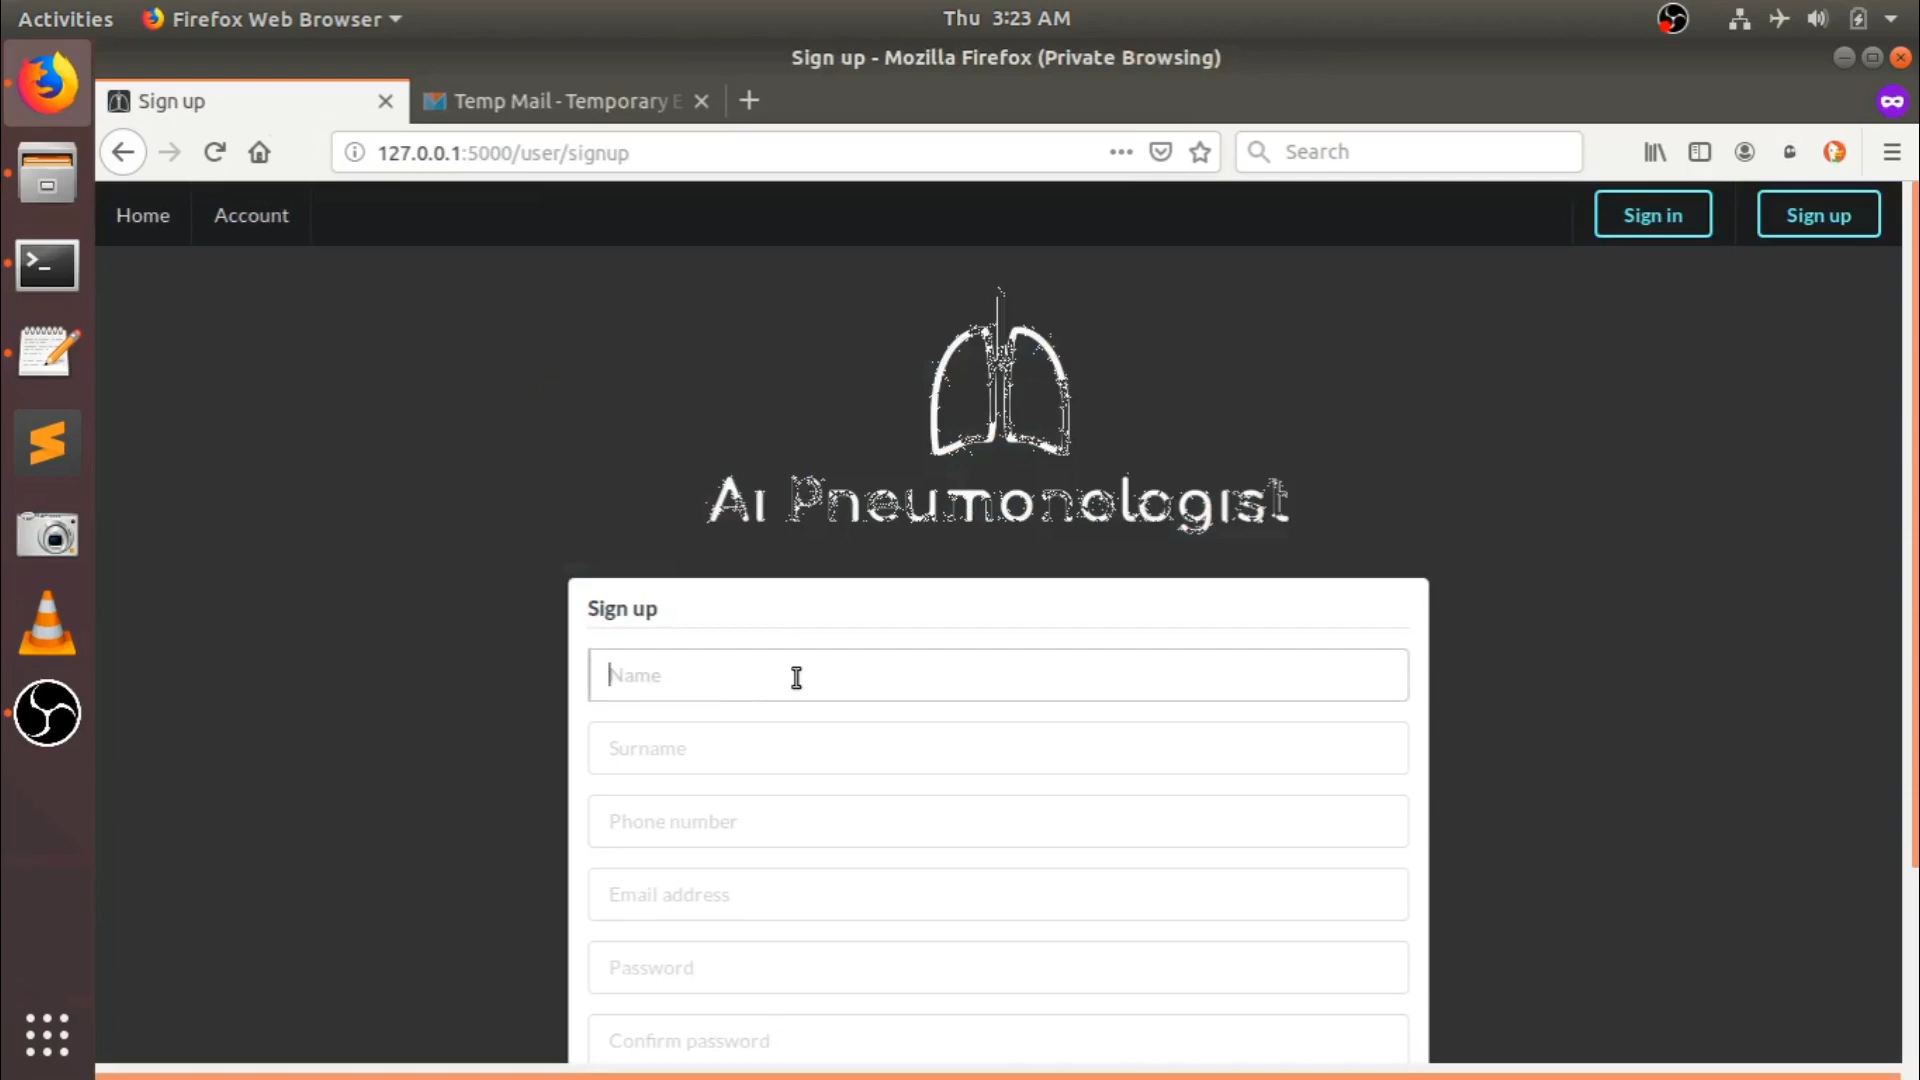 Activities Firefox Web Browser Thu 3:23 AM
Sign up - Mozilla Firefox (Private Browsing)
Sign up Temp Mail - Temporary E
127.0.0.1:5000/user/signup Search
Home Account Sign in Sign up
Ai Pneumonologist
Sign up
Name
Surname
Phone number
Email address
Password
Confirm password